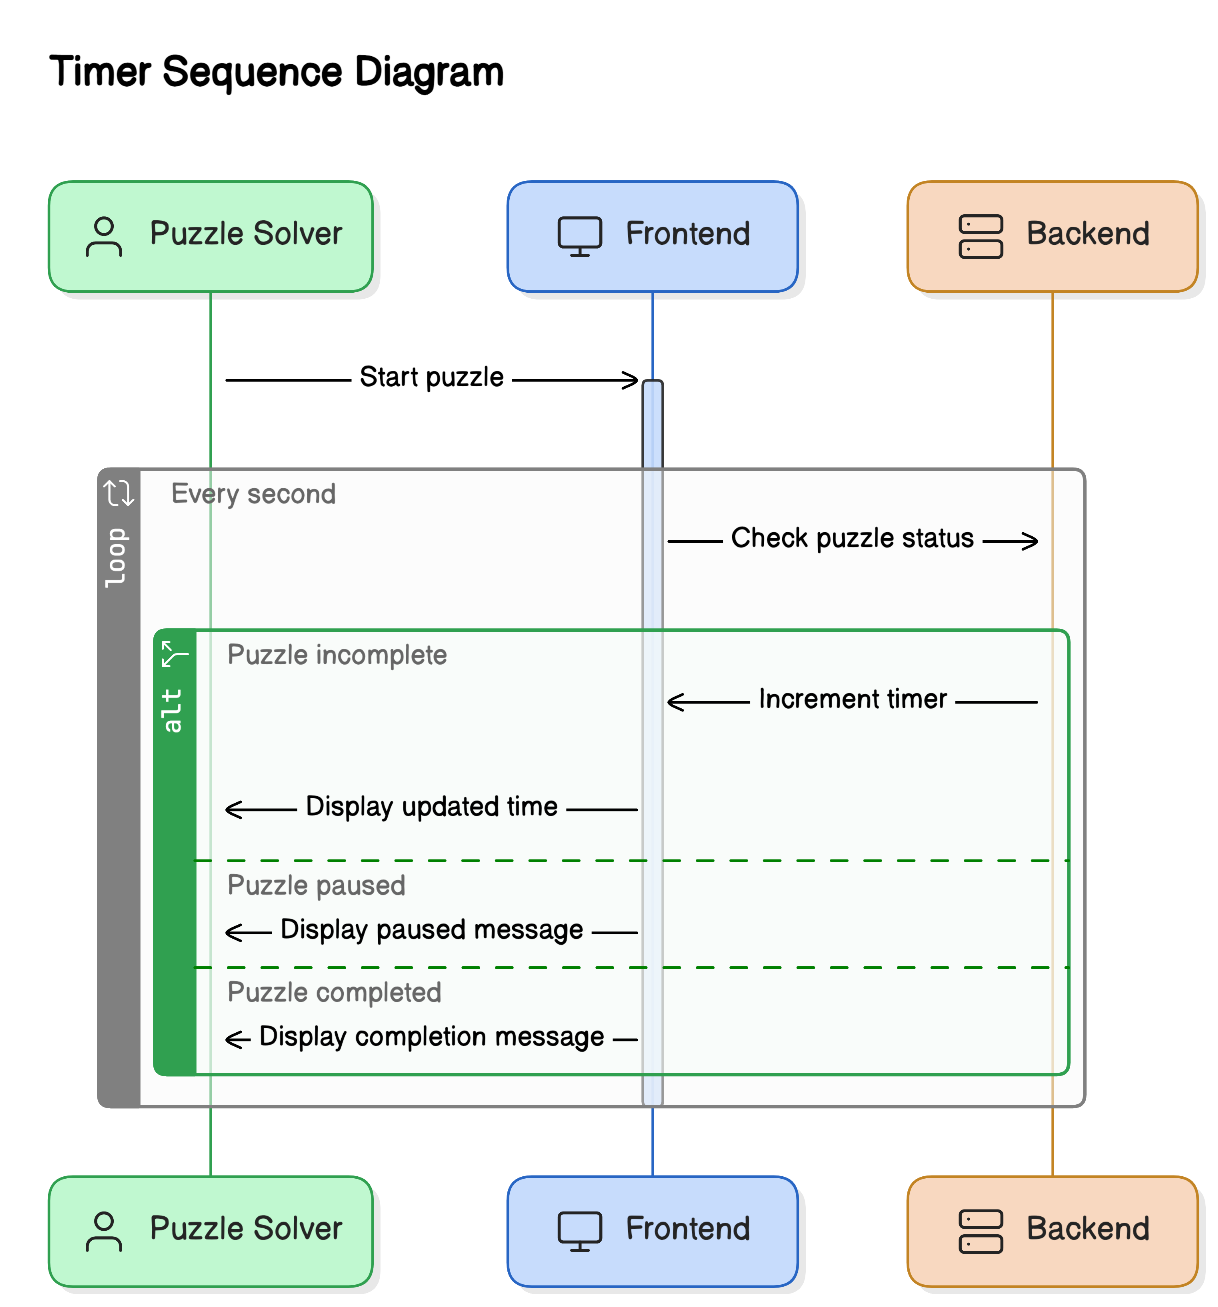 Timer Sequence Diagram
Puzzle Solver
Frontend
Backend
Start puzzle
loop
Every second
Check puzzle status
alt
Puzzle incomplete
Increment timer
Display updated time
Puzzle paused
Display paused message
Puzzle completed
Display completion message
Puzzle Solver
Frontend
Backend